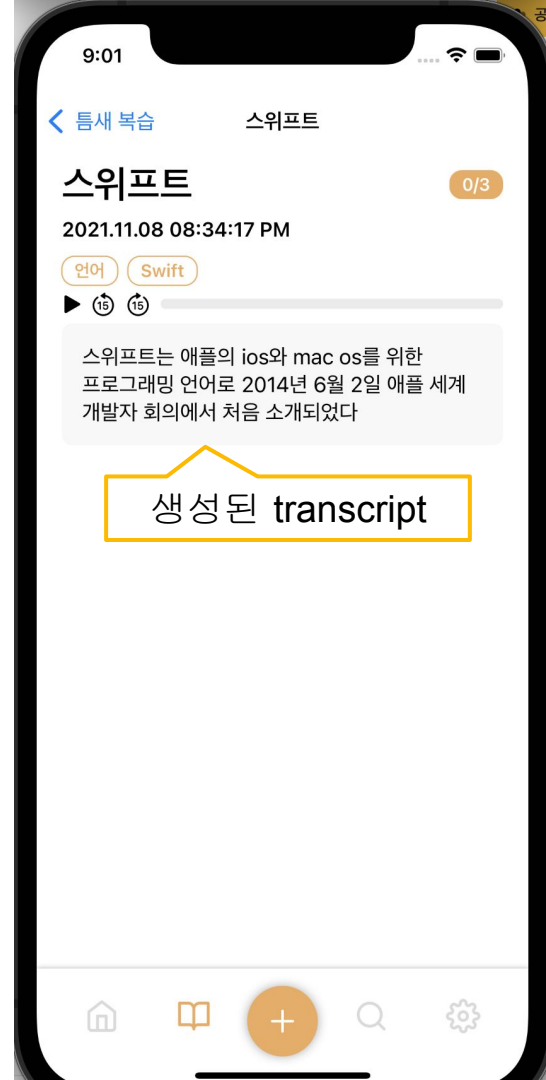 9:01
틈새 복습
스위프트
스위프트
0/3
2021.11.08 08:34:17 PM
언어
Swift
15
15
스위프트는 애플의 ios와 mac os를 위한
프로그래밍 언어로 2014년 6월 2일 애플 세계
개발자 회의에서 처음 소개되었다
생성된 transcript